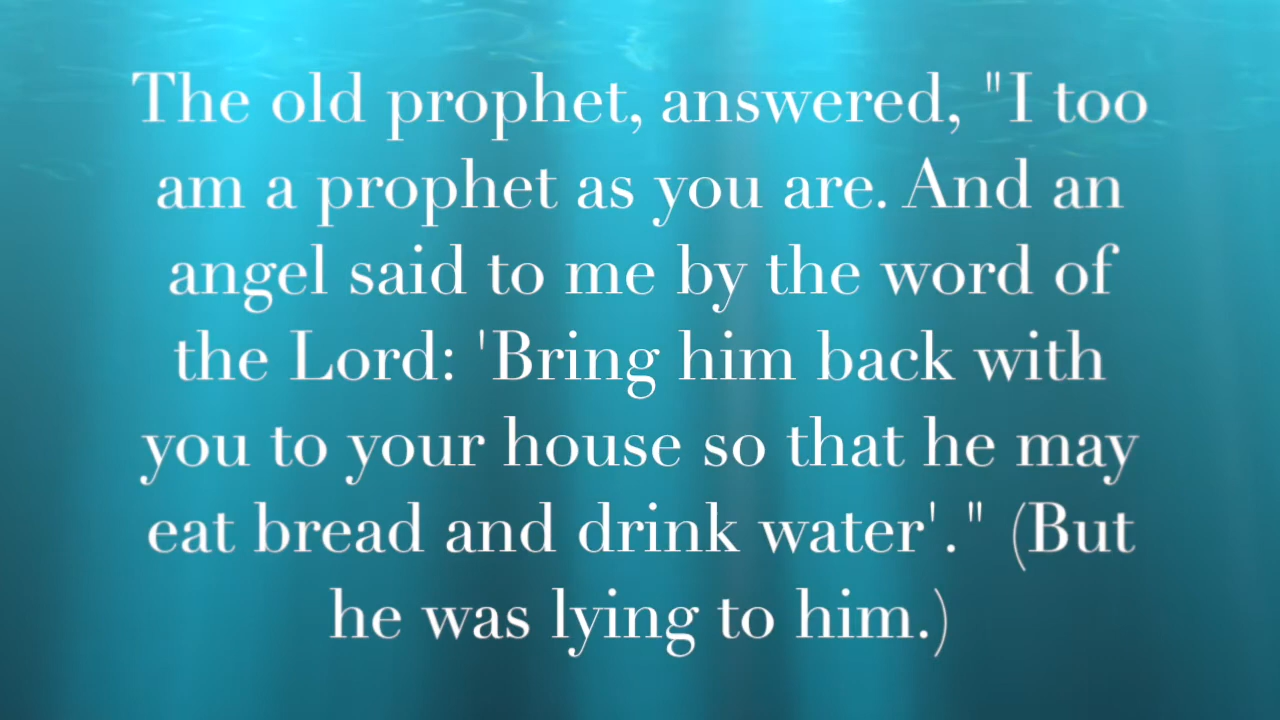 The old prophet, answered, "I too
am a prophet as you are. And an
angel said to me by the word of
the Lord: 'Bring him back with
you to your house so that he may
eat bread and drink water'." (But
he was lying to him.)